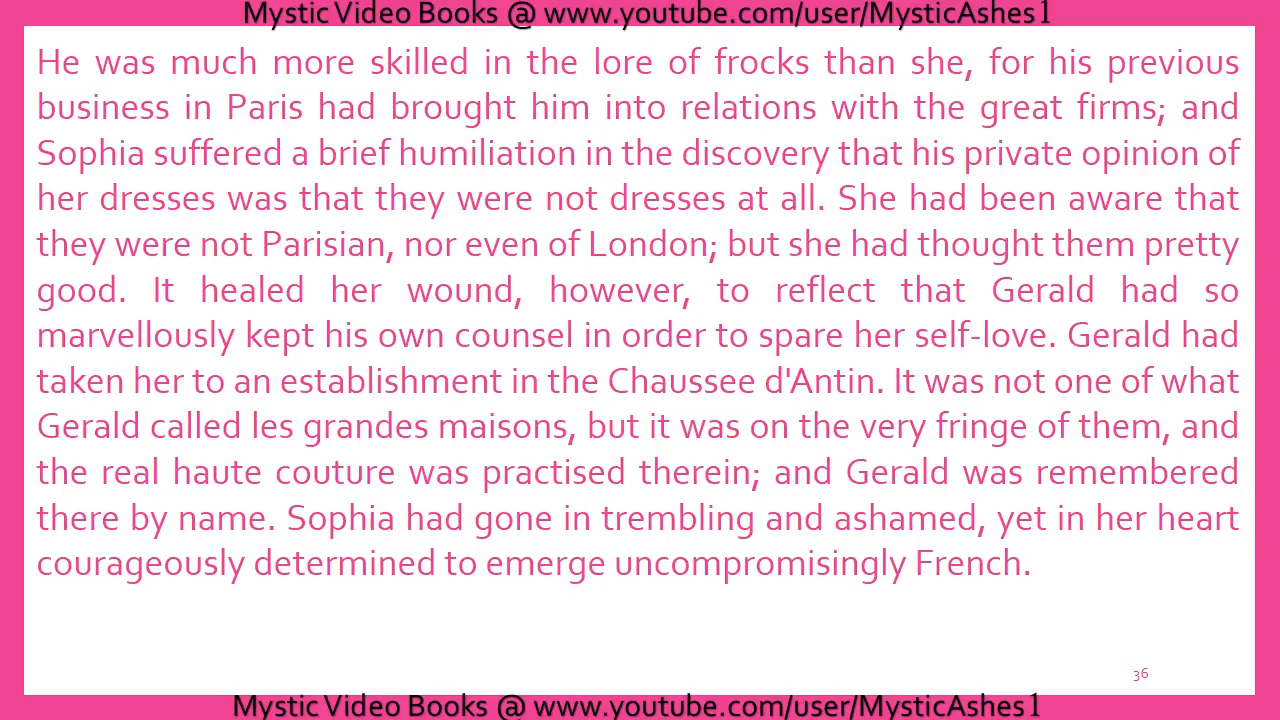 Mystic Video Books @ www.youtube.com/user/MysticAshes1
He was much more skilled in the lore of frocks than she, for his previous
business in Paris had brought him into relations with the great firms; and
Sophia suffered a brief humiliation in the discovery that his private opinion of
her dresses was that they were not dresses at all. She had been aware that
they were not Parisian, nor even of London; but she had thought them pretty
good. It healed her wound, however, to reflect that Gerald had so
marvellously kept his own counsel in order to spare her self-love. Gerald had
taken her to an establishment in the Chaussee d'Antin. It was not one of what
Gerald called les grandes maisons, but it was on the very fringe of them, and
the real haute couture was practised therein; and Gerald was remembered
there by name. Sophia had gone in trembling and ashamed, yet in her heart
courageously determined to emerge uncompromisingly French.
36
Mystic Video Books @ www.youtube.com/user/MysticAshes1